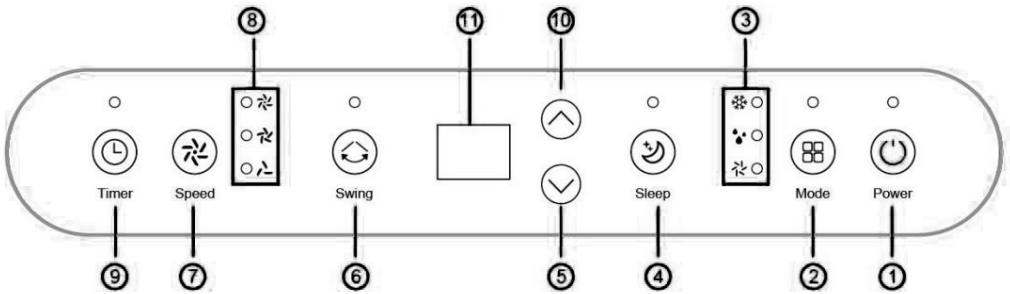 ⑧ ⑪ ⑩ ③
Timer Speed Swing Sleep Mode Power
⑨ ⑦ ⑥ ⑤ ④ ② ①